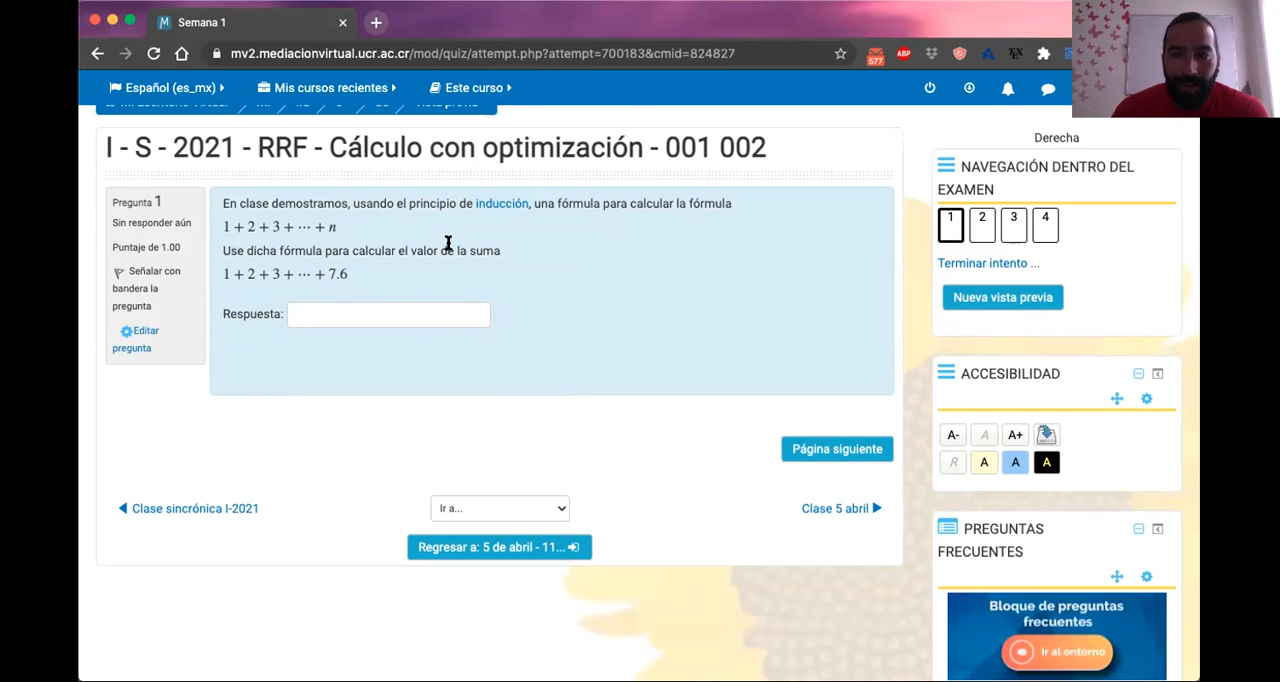 Semana 1
mv2.mediacionvirtual.ucr.ac.cr/mod/quiz/attempt.php?attempt=700183&cmid=824827
577
ABP
Español (es_mx)
Mis cursos recientes
Este curso
I - S - 2021 - RRF - Cálculo con optimización - 001 002
Pregunta 1
Sin responder aún
Puntaje de 1.00
Señalar con
bandera la
pregunta
Editar
pregunta
En clase demostramos, usando el principio de inducción, una fórmula para calcular la fórmula
1 + 2 + 3 + ⋯ + n
Use dicha fórmula para calcular el valor de la suma
1 + 2 + 3 + ⋯ + 7.6
Respuesta:
Página siguiente
Clase sincrónica I-2021
Ir a...
Clase 5 abril
Regresar a: 5 de abril - 11...
Derecha
NAVEGACIÓN DENTRO DEL
EXAMEN
1 2 3 4
Terminar intento ...
Nueva vista previa
ACCESIBILIDAD
A- A A+
R A A A
PREGUNTAS
FRECUENTES
Bloque de preguntas
frecuentes
Ir al entorno